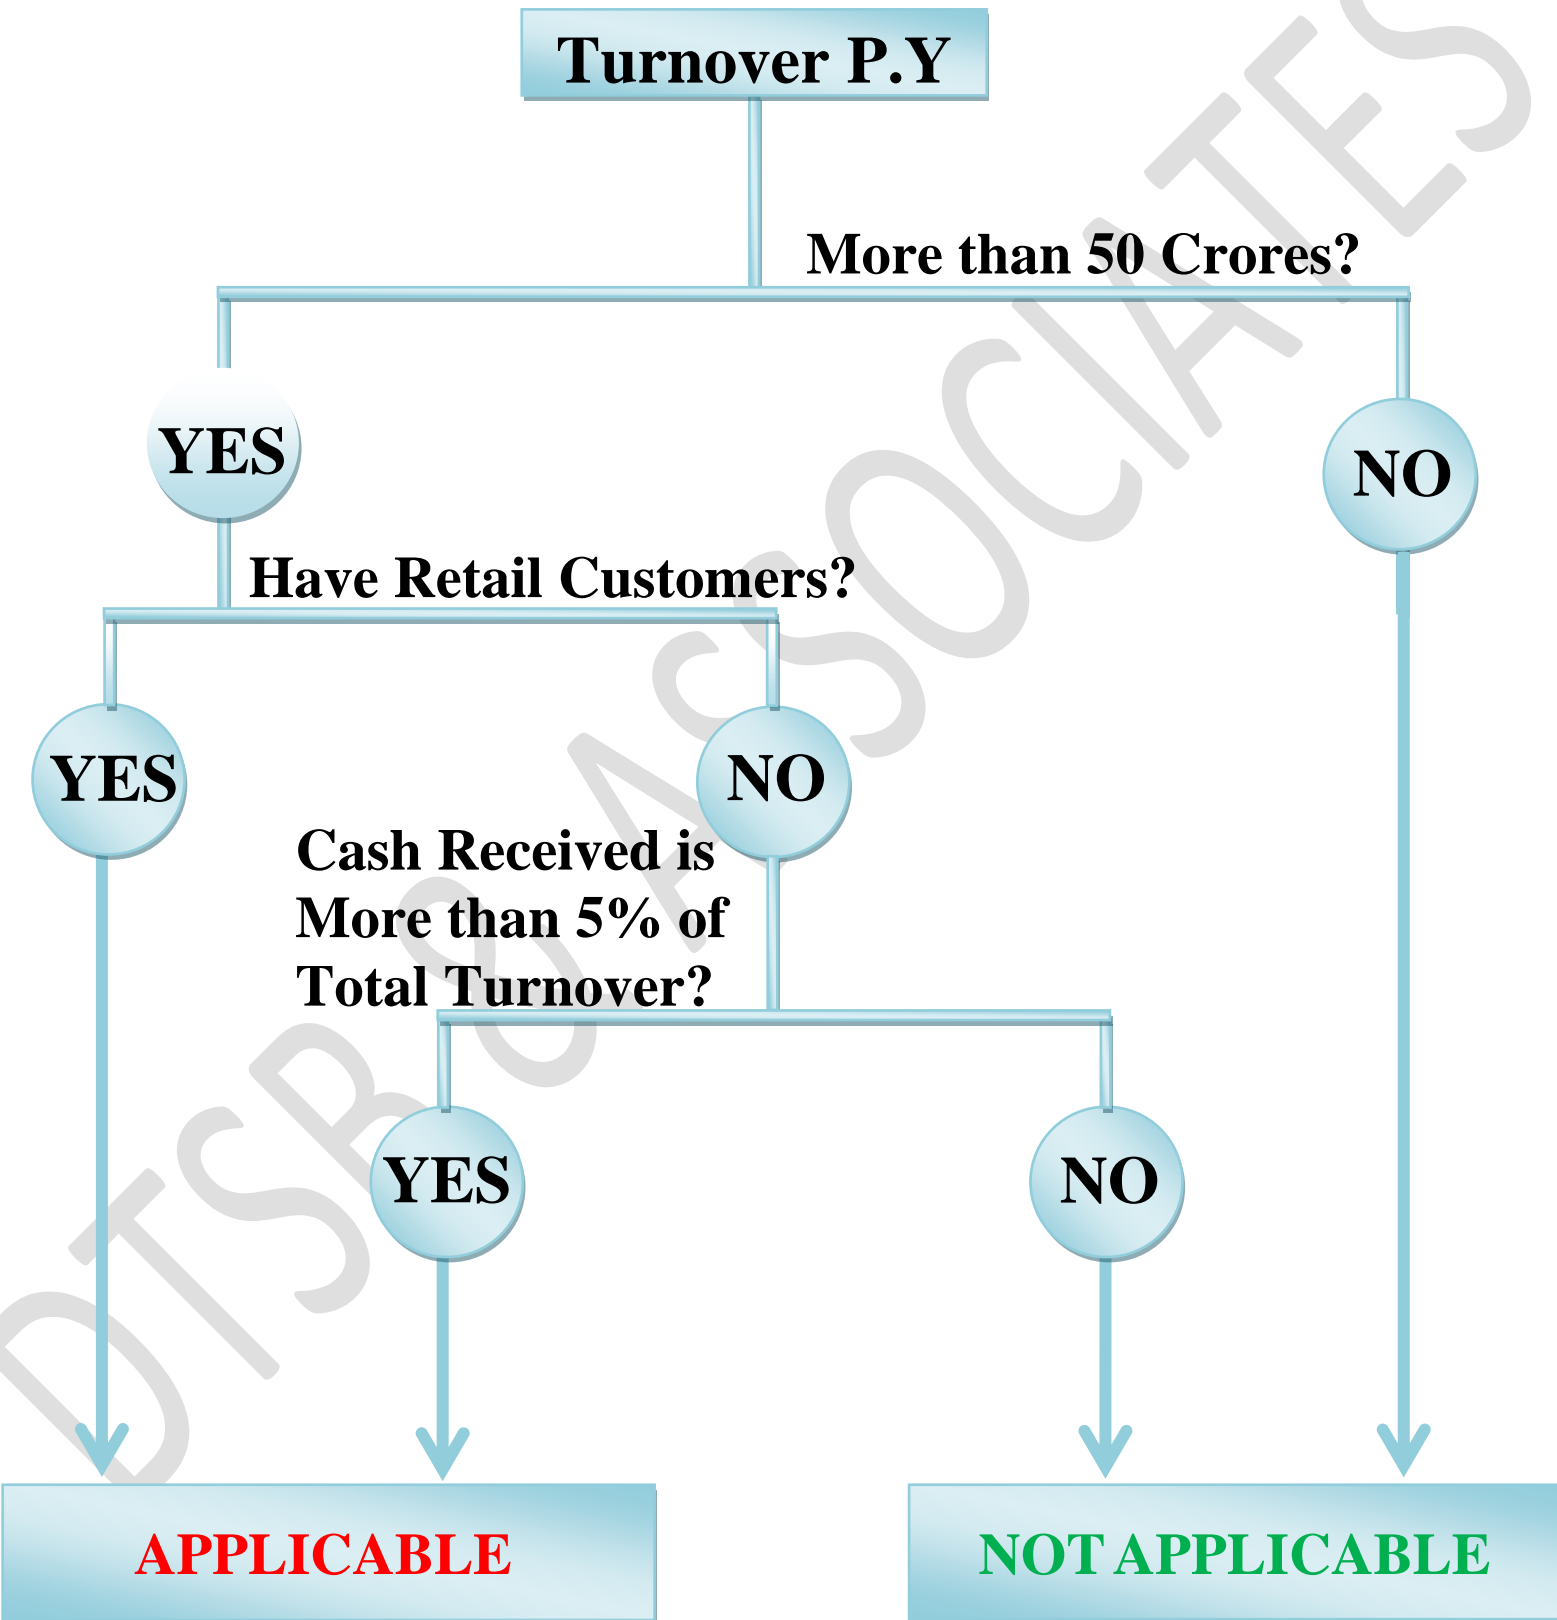 Turnover P.Y
More than 50 Crores?
YES
NO
Have Retail Customers?
YES
NO
Cash Received is
More than 5% of
Total Turnover?
YES
NO
APPLICABLE
NOT APPLICABLE
DTSB & ASSOCIATES